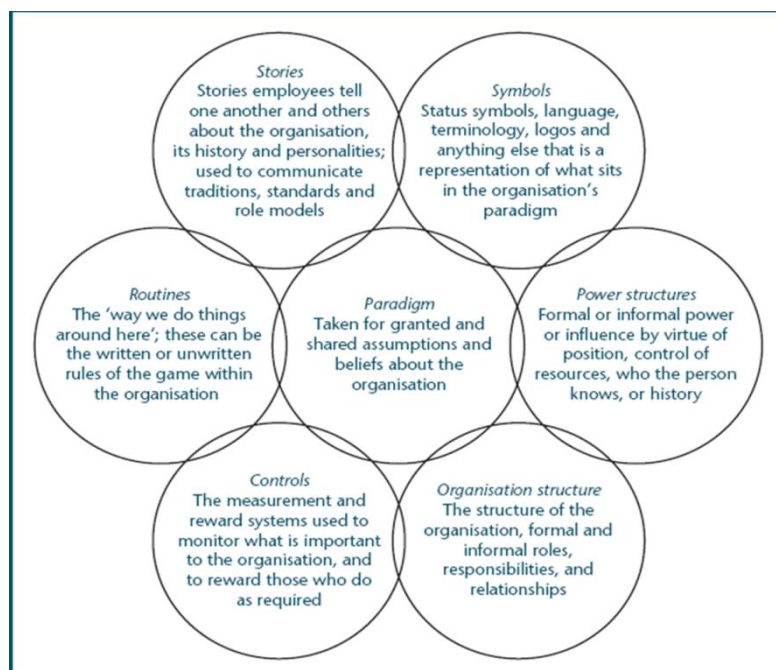 Stories
Stories employees tell
one another and others
about the organisation,
its history and personalities;
used to communicate
traditions, standards and
role models
Symbols
Status symbols, language,
terminology, logos and
anything else that is a
representation of what sits
in the organisation's
paradigm
Routines
The 'way we do things
around here'; these can be
the written or unwritten
rules of the game within
the organisation
Paradigm
Taken for granted and
shared assumptions and
beliefs about the
organisation
Power structures
Formal or informal power
or influence by virtue of
position, control of
resources, who the person
knows, or history
Controls
The measurement and
reward systems used to
monitor what is important
to the organisation, and
to reward those who do
as required
Organisation structure
The structure of the
organisation, formal and
informal roles,
responsibilities, and
relationships